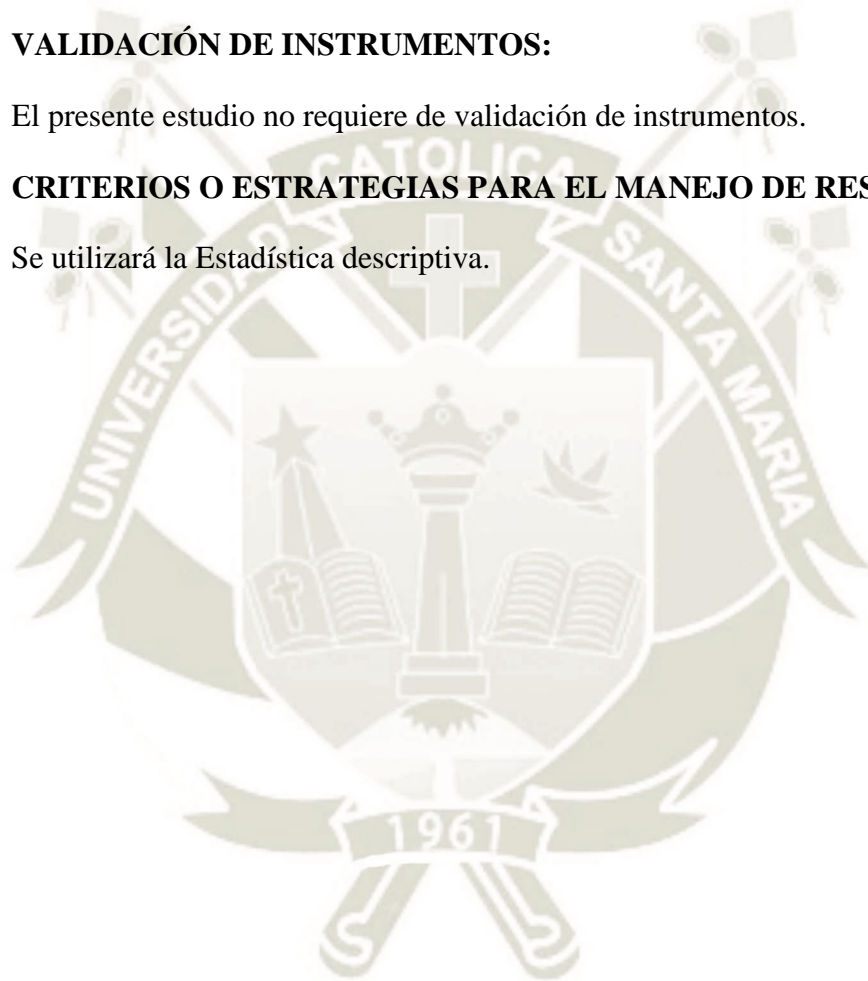 VALIDACIÓN DE INSTRUMENTOS:
El presente estudio no requiere de validación de instrumentos.
CATOLICA
CRITERIOS O ESTRATEGIAS PARA EL MANEJO DE RES
Se utilizará la Estadística descriptiva.
UNIVERSIDAD
SANTA MARIA
1961